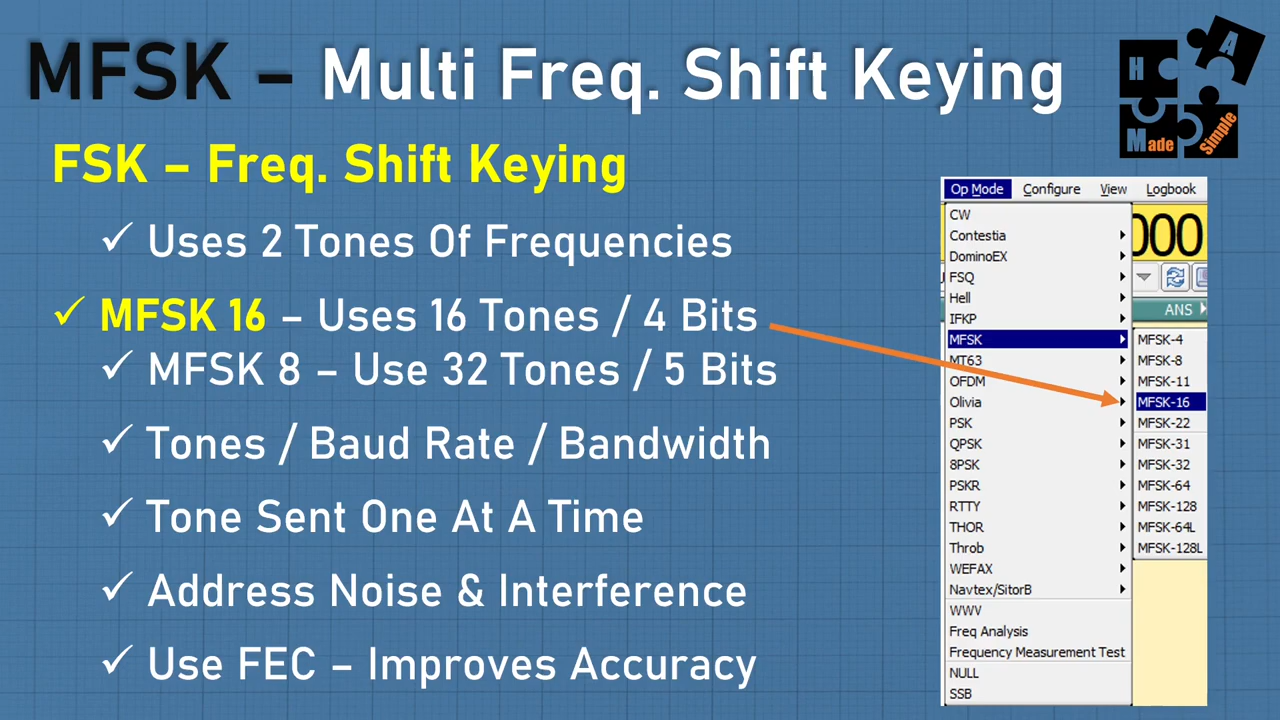 MFSK – Multi Freq. Shift Keying
H A
Made Simple
FSK – Freq. Shift Keying
✓ Uses 2 Tones Of Frequencies
✓ MFSK 16 – Uses 16 Tones / 4 Bits
✓ MFSK 8 – Use 32 Tones / 5 Bits
✓ Tones / Baud Rate / Bandwidth
✓ Tone Sent One At A Time
✓ Address Noise & Interference
✓ Use FEC – Improves Accuracy
Op Mode Configure View Logbook
CW
Contestia
DominoEX
FSQ
Hell
IFKP
MFSK
MT63
OFDM
Olivia
PSK
QPSK
8PSK
PSKR
RTTY
THOR
Throb
WEFAX
Navtex/SitorB
WWV
Freq Analysis
Frequency Measurement Test
NULL
SSB
000
ANS
MFSK-4
MFSK-8
MFSK-11
MFSK-16
MFSK-22
MFSK-31
MFSK-32
MFSK-64
MFSK-128
MFSK-64L
MFSK-128L